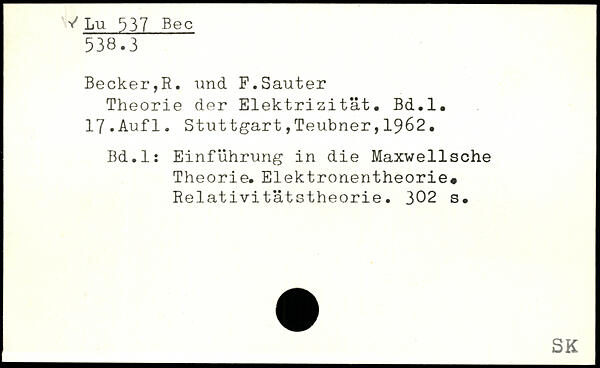 Lu 537 Bec
538.3
Becker,R. und F.Sauter
Theorie der Elektrizität. Bd.1.
17.Aufl. Stuttgart,Teubner,1962.
Bd.1: Einführung in die Maxwellsche
Theorie. Elektronentheorie.
Relativitätstheorie. 302 s.
SK